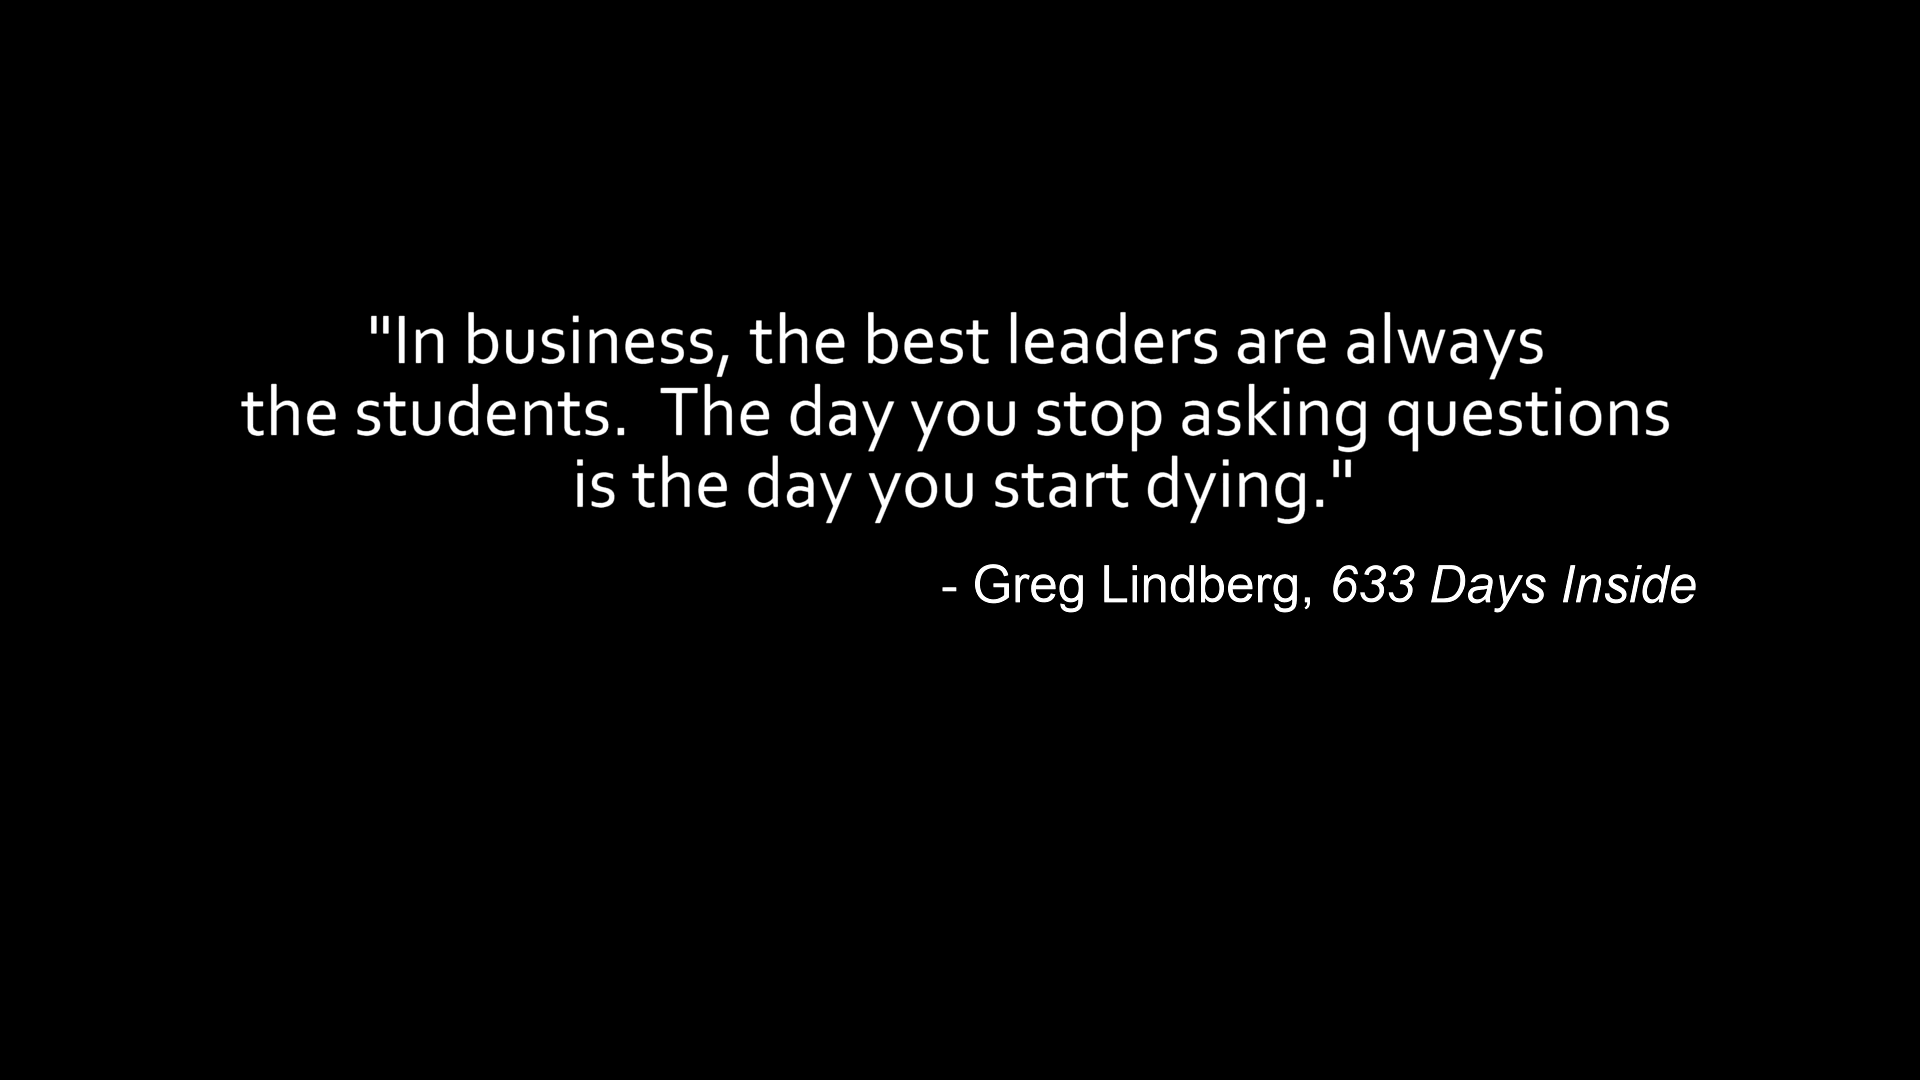 "In business, the best leaders are always
the students.  The day you stop asking questions
is the day you start dying."
- Greg Lindberg, 633 Days Inside